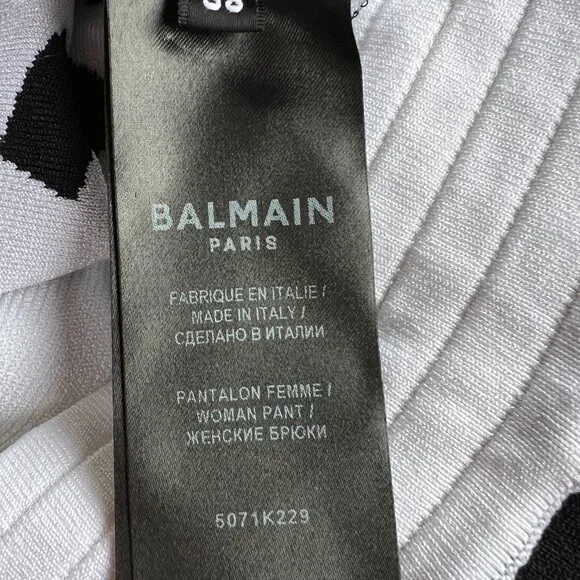 BALMAIN
PARIS
FABRIQUE EN ITALIE /
MADE IN ITALY /
СДЕЛАНО В ИТАЛИИ
PANTALON FEMME /
WOMAN PANT /
ЖЕНСКИЕ БРЮКИ
5071K229